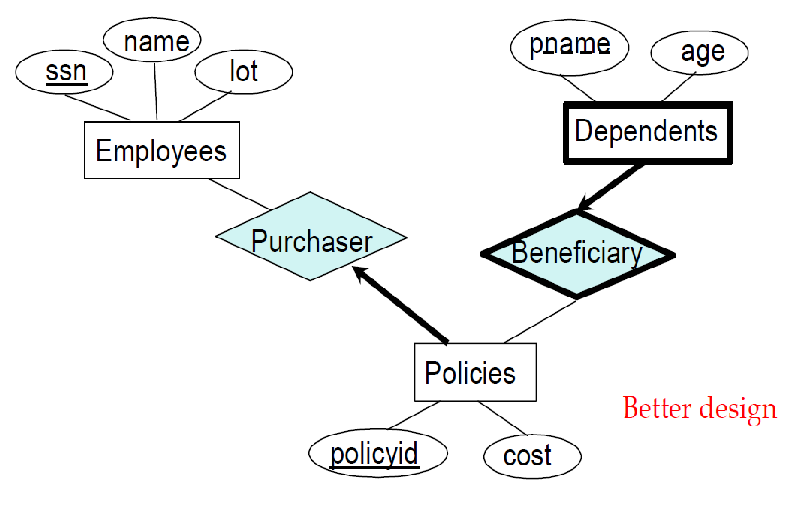 name
pname
age
ssn
lot
Dependents
Employees
Purchaser
Beneficiary
Policies
Better design
policyid
cost